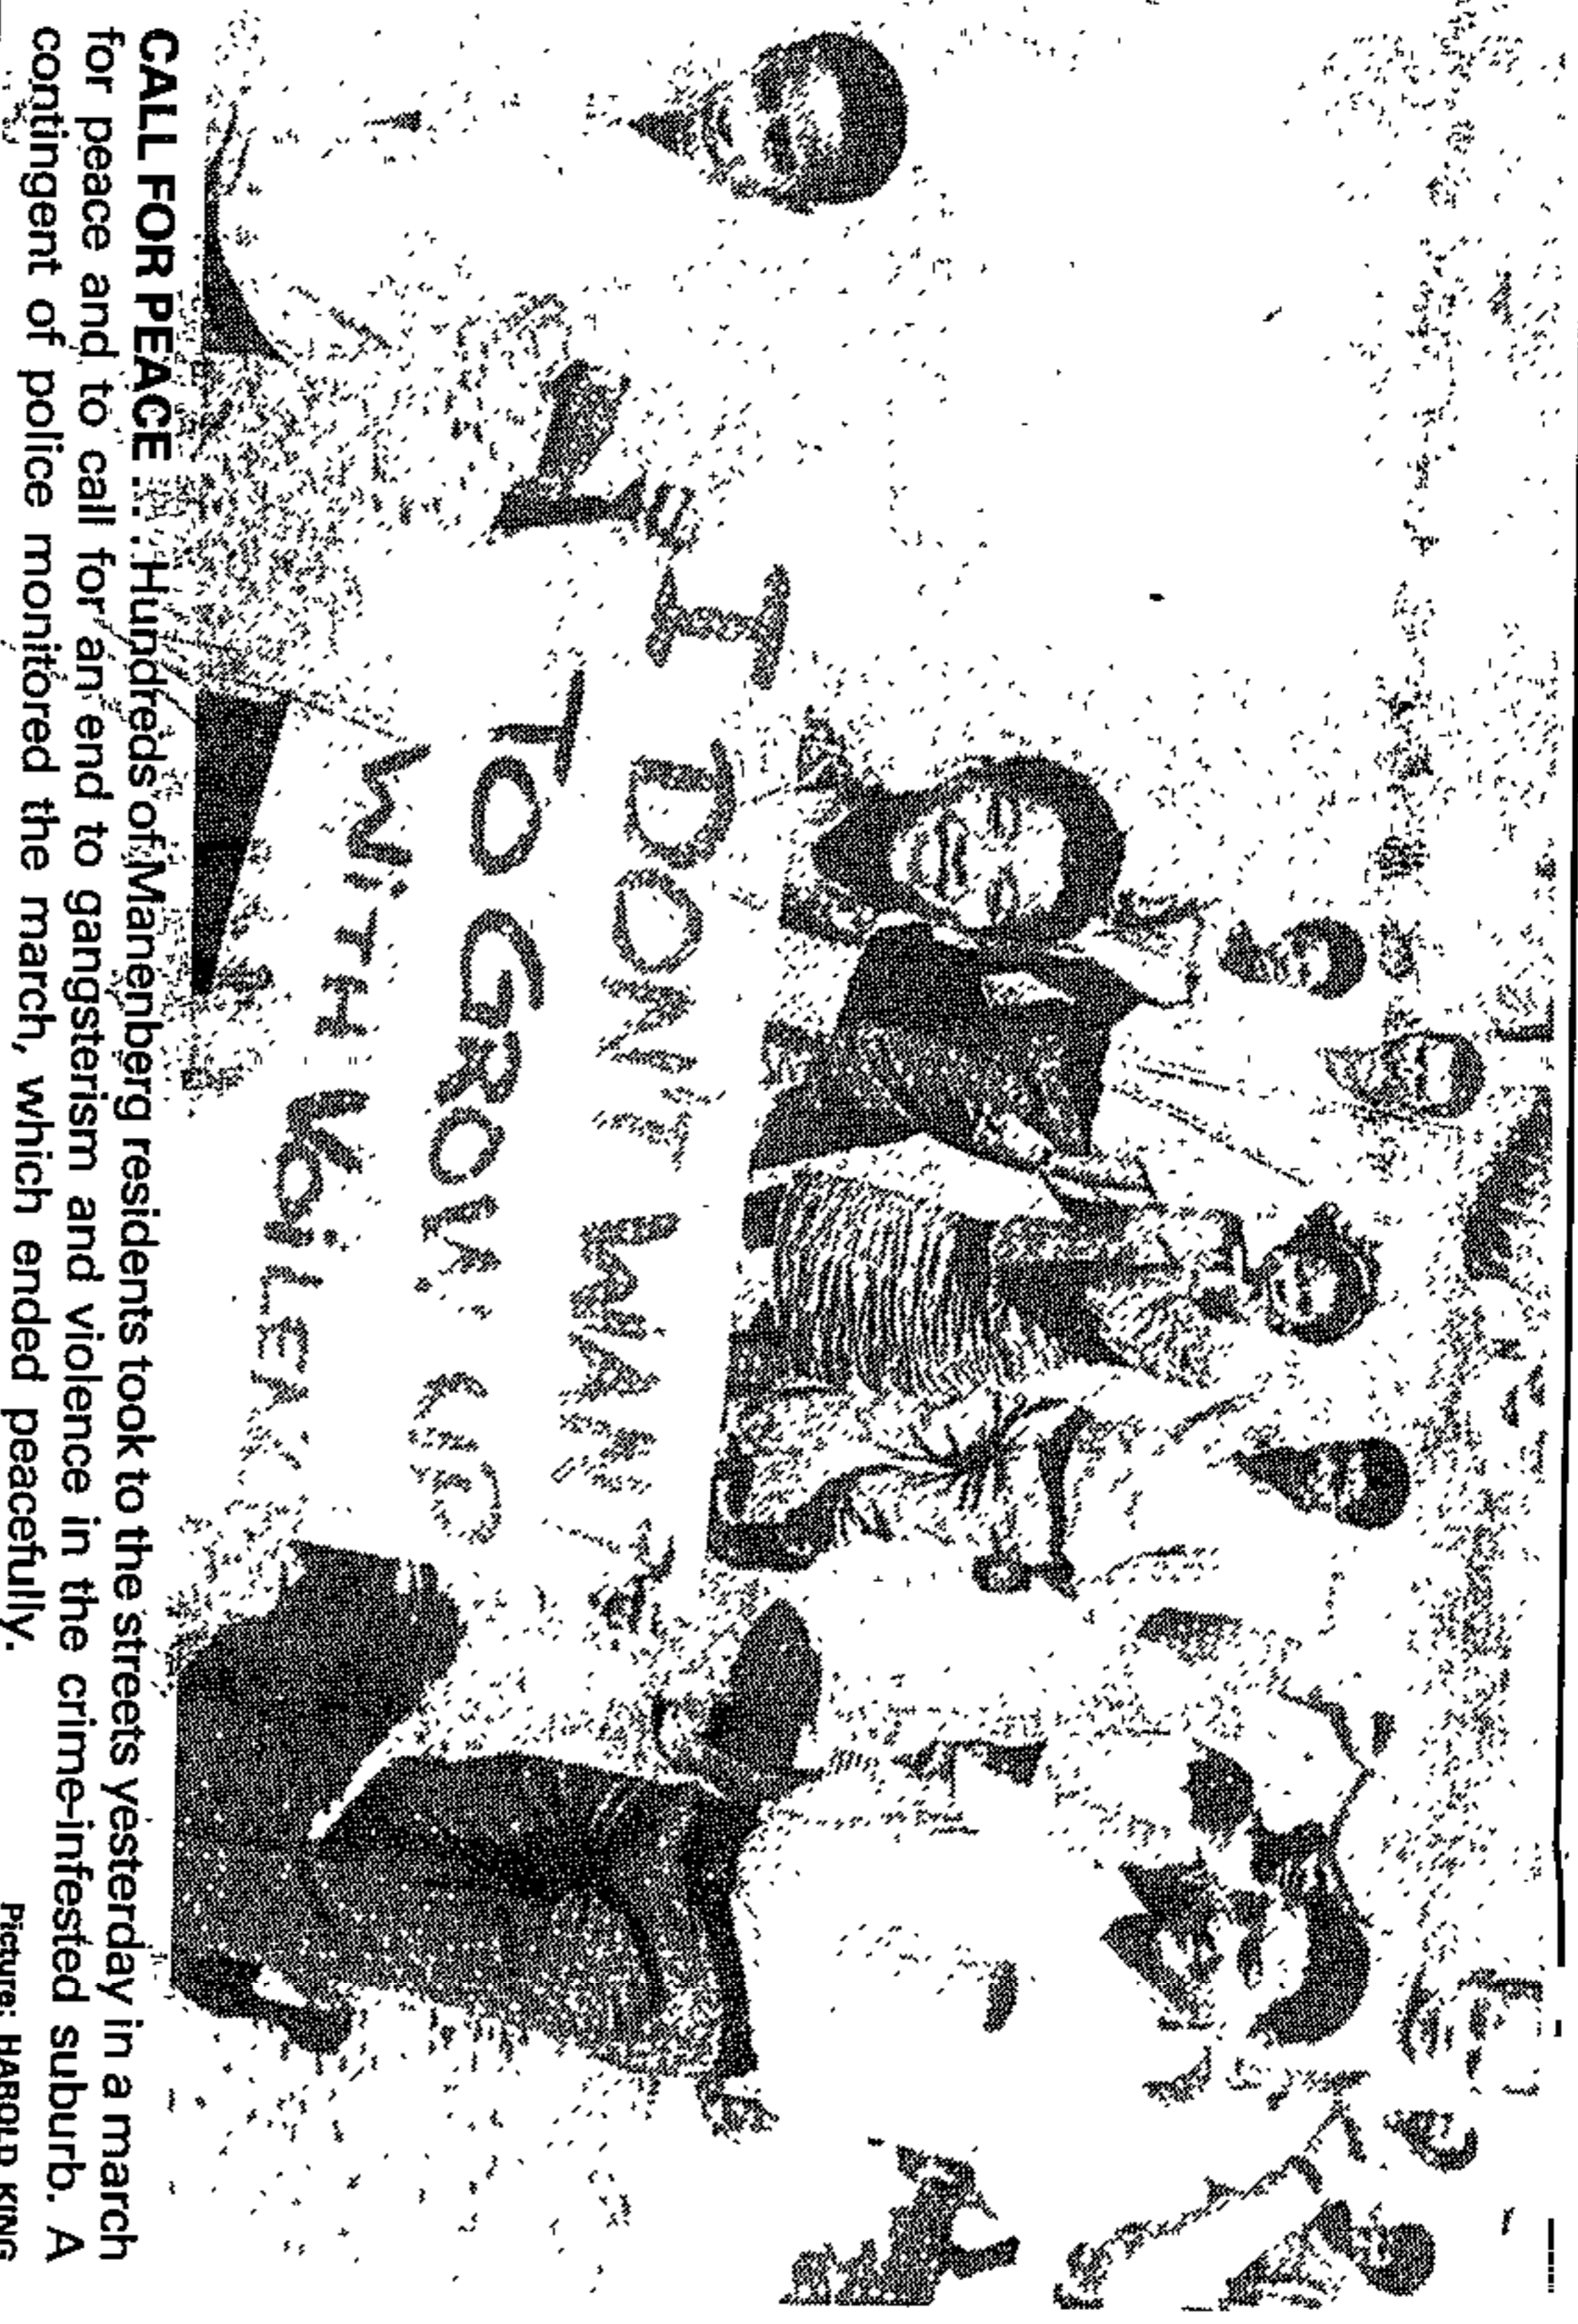 I DONT WANT
TO GROW UP
WITH VOiLENX
CALL FOR PEACE ... Hundreds of Manenberg residents took to the streets yesterday in a march
for peace and to call for an end to gangsterism and violence in the crime-infested suburb. A
contingent of police monitored the march, which ended peacefully.
Picture: HAROLD KING